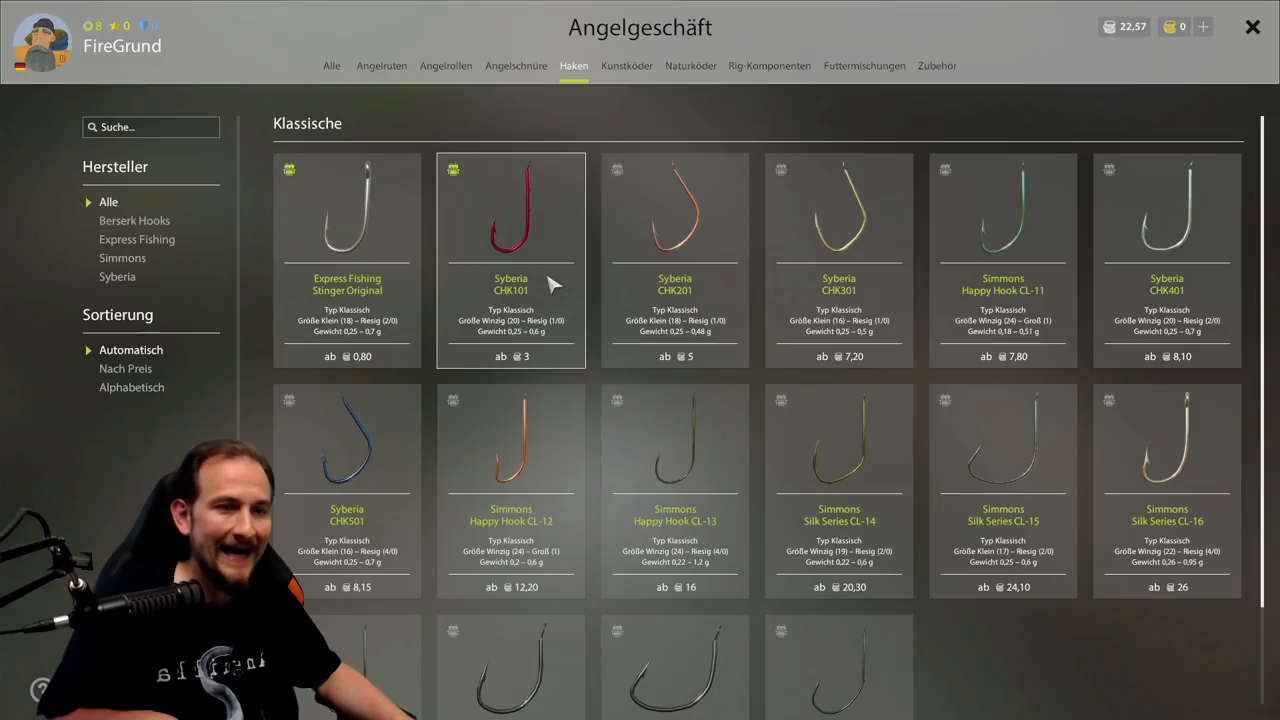 8 0 0
FireGrund
Angelgeschäft
22,57 0 +
Alle Angelruten Angelrollen Angelschnüre Haken Kunstköder Naturköder Rig-Komponenten Futtermischungen Zubehör
Suche...
Hersteller
Alle
Berserk Hooks
Express Fishing
Simmons
Syberia
Sortierung
Automatisch
Nach Preis
Alphabetisch
Klassische
Express Fishing
Stinger Original
Typ Klassisch
Größe Klein (18) – Riesig (2/0)
Gewicht 0,25 – 0,7 g
ab 0,80
Syberia
CHK101
Typ Klassisch
Größe Winzig (20) – Riesig (1/0)
Gewicht 0,25 – 0,6 g
ab 3
Syberia
CHK201
Typ Klassisch
Größe Klein (18) – Riesig (1/0)
Gewicht 0,25 – 0,48 g
ab 5
Syberia
CHK301
Typ Klassisch
Größe Klein (16) – Riesig (1/0)
Gewicht 0,25 – 0,5 g
ab 7,20
Simmons
Happy Hook CL-11
Typ Klassisch
Größe Winzig (24) – Groß (1)
Gewicht 0,18 – 0,51 g
ab 7,80
Syberia
CHK401
Typ Klassisch
Größe Winzig (20) – Riesig (2/0)
Gewicht 0,25 – 0,7 g
ab 8,10
Syberia
CHK501
Typ Klassisch
Größe Klein (16) – Riesig (4/0)
Gewicht 0,25 – 0,7 g
ab 8,15
Simmons
Happy Hook CL-12
Typ Klassisch
Größe Winzig (24) – Groß (1)
Gewicht 0,2 – 0,6 g
ab 12,20
Simmons
Happy Hook CL-13
Typ Klassisch
Größe Winzig (24) – Riesig (4/0)
Gewicht 0,22 – 1,2 g
ab 16
Simmons
Silk Series CL-14
Typ Klassisch
Größe Winzig (19) – Riesig (2/0)
Gewicht 0,22 – 0,6 g
ab 20,30
Simmons
Silk Series CL-15
Typ Klassisch
Größe Klein (17) – Riesig (2/0)
Gewicht 0,25 – 0,6 g
ab 24,10
Simmons
Silk Series CL-16
Typ Klassisch
Größe Winzig (22) – Riesig (4/0)
Gewicht 0,26 – 0,95 g
ab 26